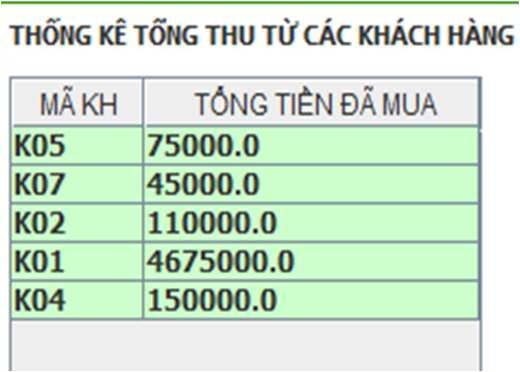 THỐNG KÊ TỔNG THU TỪ CÁC KHÁCH HÀNG
MÃ KH TỔNG TIỀN ĐÃ MUA
K05 75000.0
K07 45000.0
K02 110000.0
K01 4675000.0
K04 150000.0